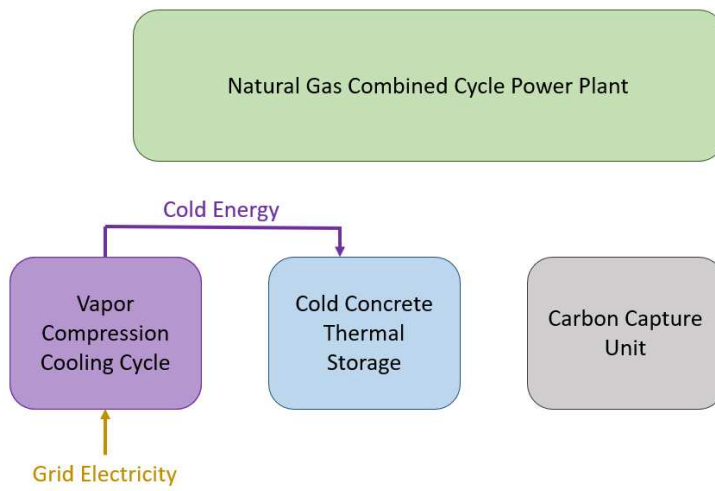 Natural Gas Combined Cycle Power Plant
Cold Energy
Vapor
Compression
Cooling Cycle
Cold Concrete
Thermal
Storage
Carbon Capture
Unit
Grid Electricity